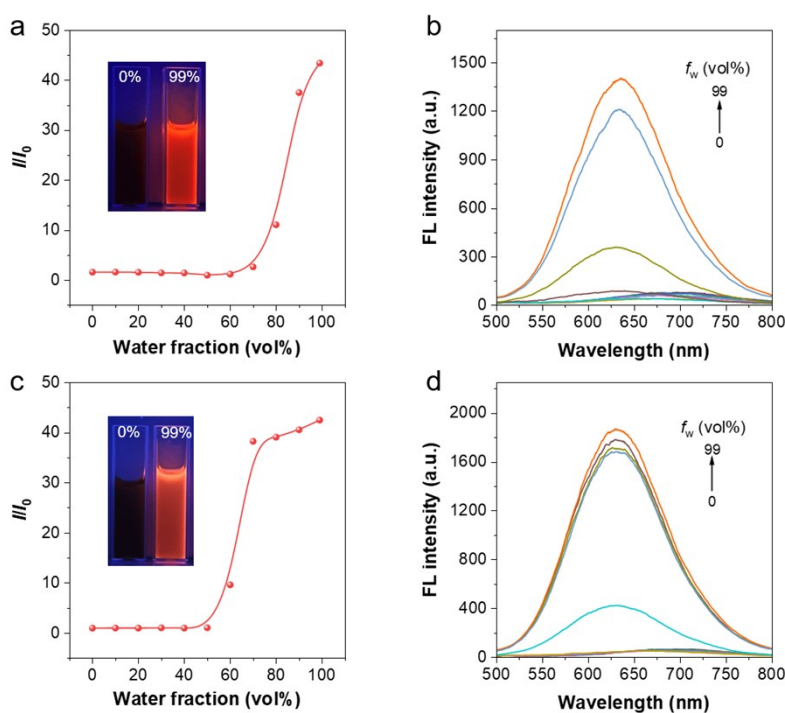 a
50
40
30
20
10
0
I/I0
0% 99%
0 20 40 60 80 100
Water fraction (vol%)
b
1500
1200
900
600
300
0
FL intensity (a.u.)
fw (vol%)
99
0
500 550 600 650 700 750 800
Wavelength (nm)
c
50
40
30
20
10
0
I/I0
0% 99%
0 20 40 60 80 100
Water fraction (vol%)
d
2000
1600
1200
800
400
0
FL intensity (a.u.)
fw (vol%)
99
0
500 550 600 650 700 750 800
Wavelength (nm)